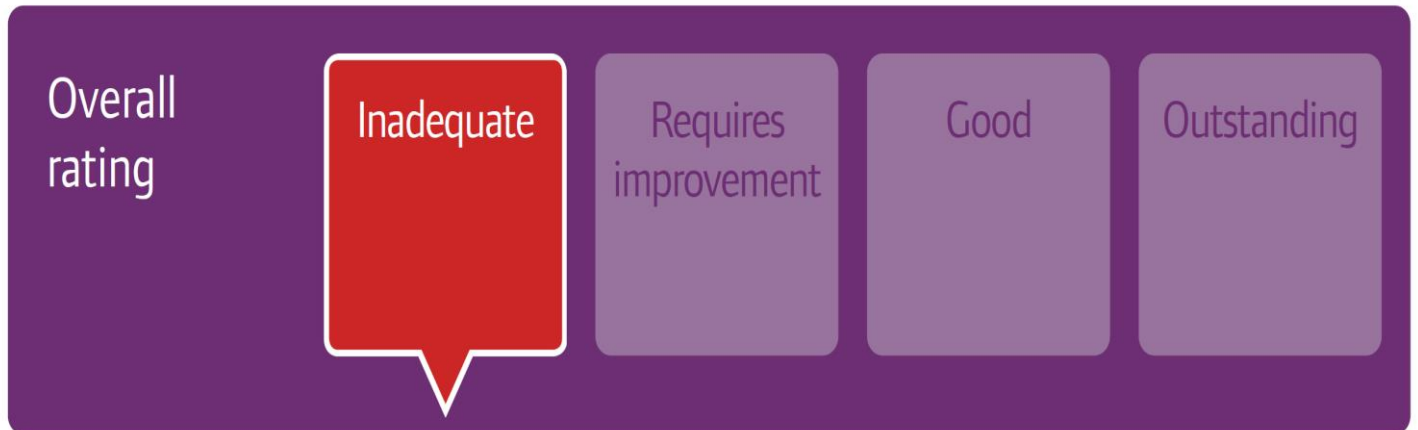 Overall
rating
Inadequate
Requires
improvement
Good
Outstanding